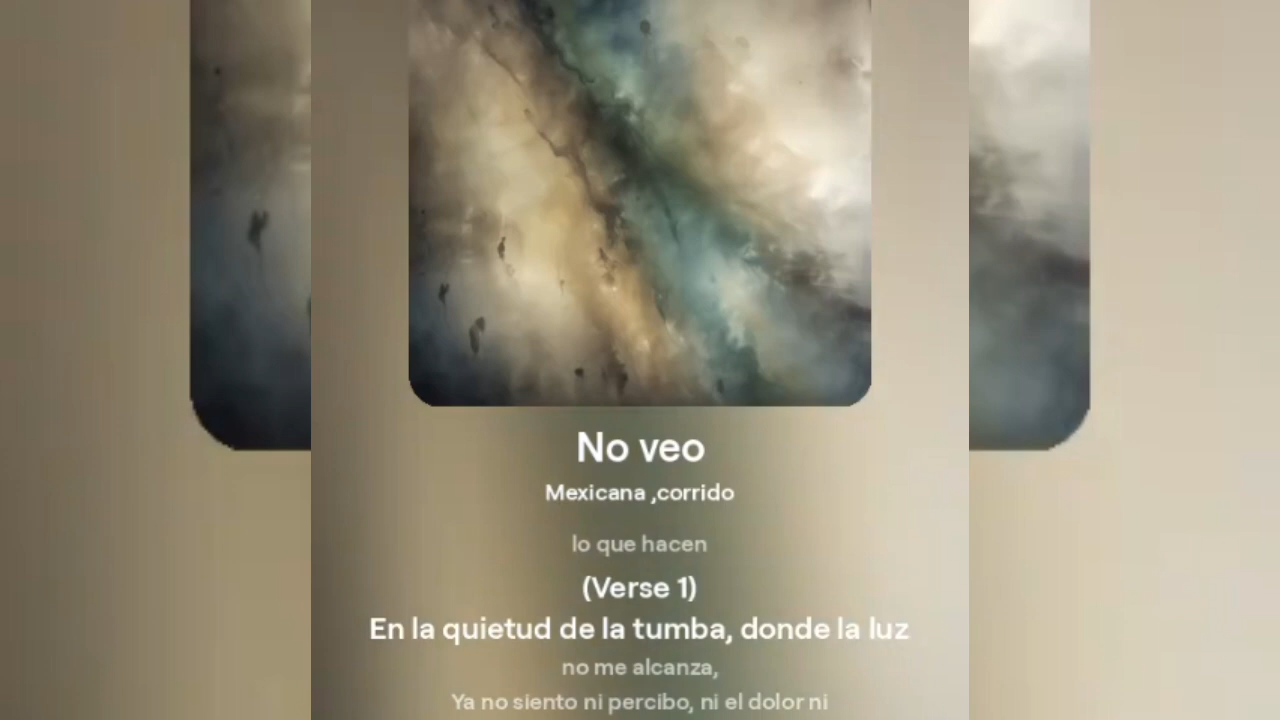 No veo
Mexicana ,corrido
lo que hacen
(Verse 1)
En la quietud de la tumba, donde la luz
no me alcanza,
Ya no siento ni percibo, ni el dolor ni